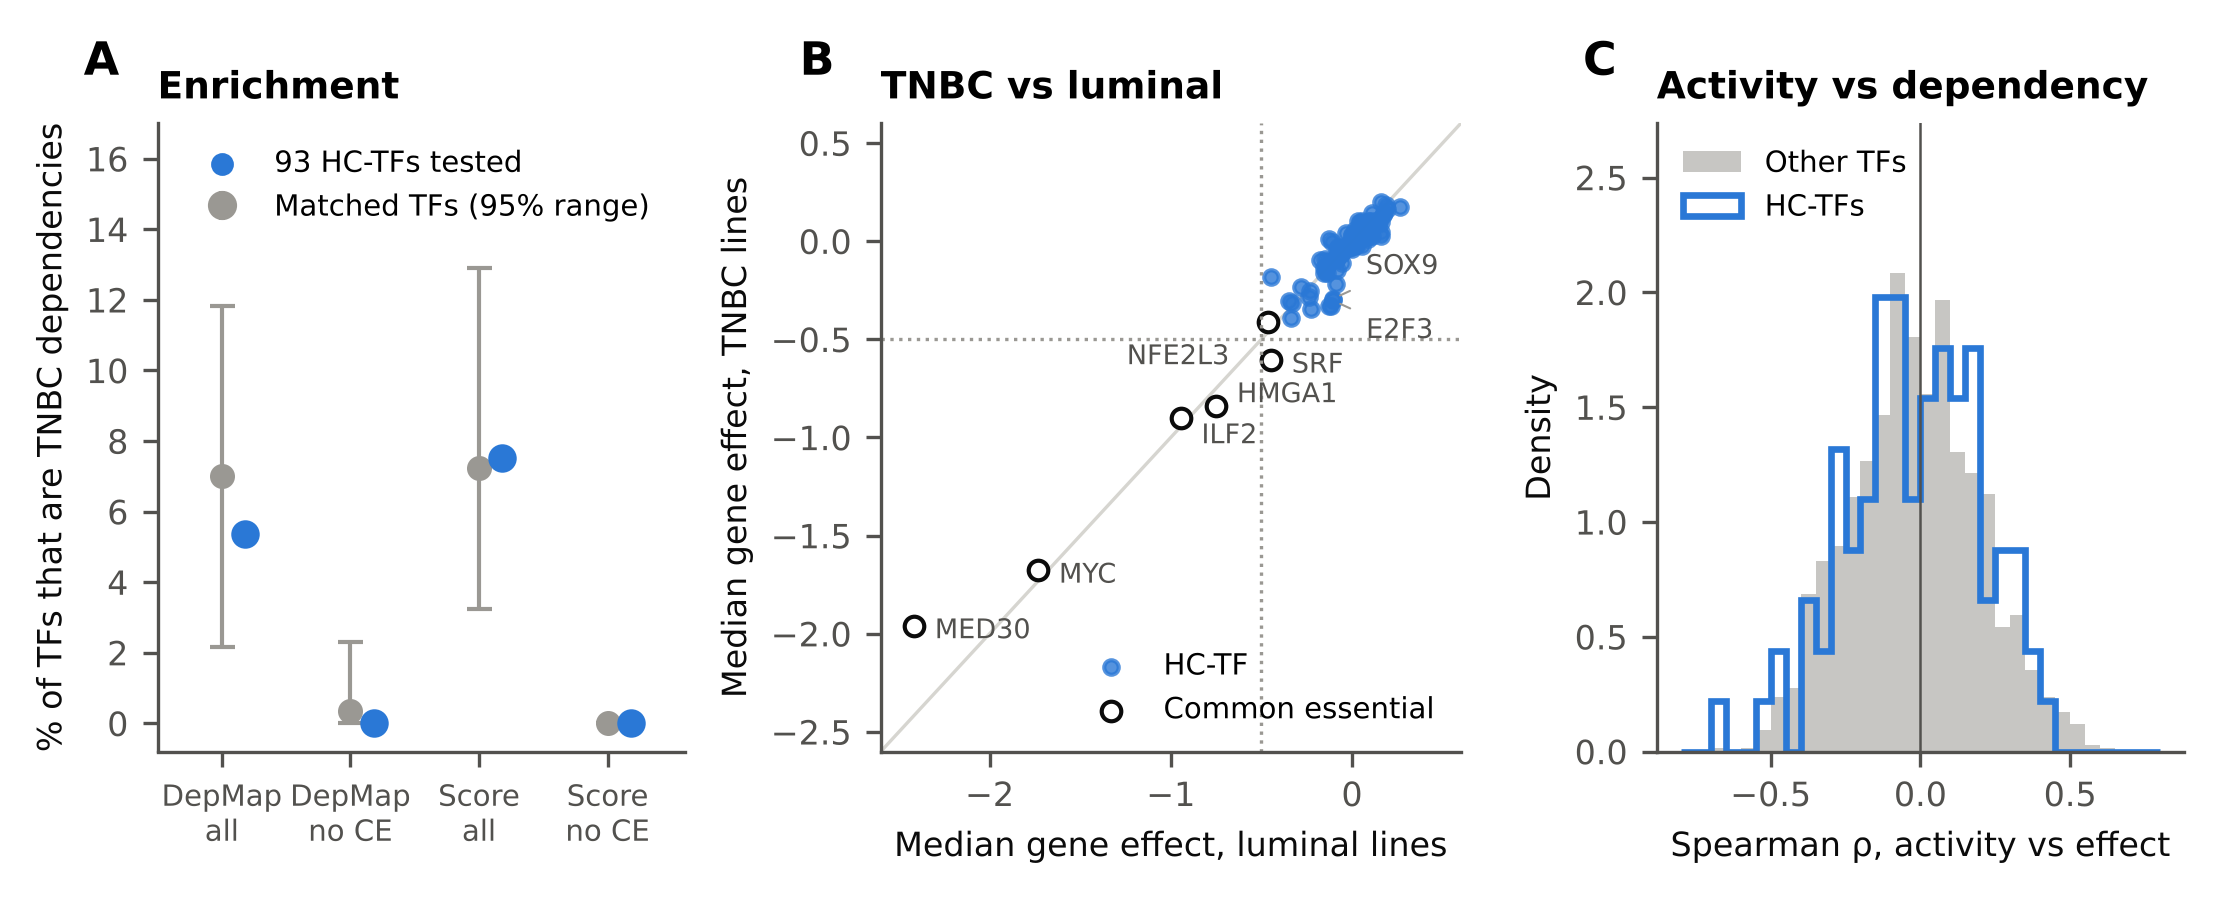 A
Enrichment
% of TFs that are TNBC dependencies
16
14
12
10
8
6
4
2
0
93 HC-TFs tested
Matched TFs (95% range)
DepMap
all
DepMap
no CE
Score
all
Score
no CE
B
TNBC vs luminal
Median gene effect, TNBC lines
0.5
0.0
−0.5
−1.0
−1.5
−2.0
−2.5
SOX9
E2F3
NFE2L3
SRF
HMGA1
ILF2
MYC
MED30
HC-TF
Common essential
−2
−1
0
Median gene effect, luminal lines
C
Activity vs dependency
Density
2.5
2.0
1.5
1.0
0.5
0.0
Other TFs
HC-TFs
−0.5
0.0
0.5
Spearman ρ, activity vs effect